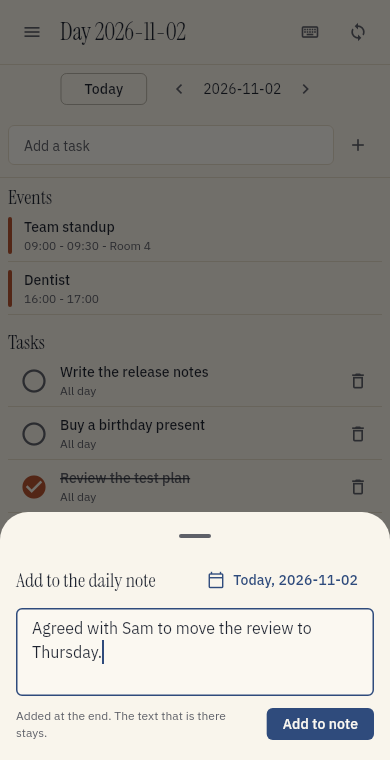 Day 2026-11-02
Today
2026-11-02
Add a task
Events
Team standup
09:00 - 09:30 - Room 4
Dentist
16:00 - 17:00
Tasks
Write the release notes
All day
Buy a birthday present
All day
Review the test plan
All day
Add to the daily note
Today, 2026-11-02
Agreed with Sam to move the review to
Thursday.
Added at the end. The text that is there
stays.
Add to note